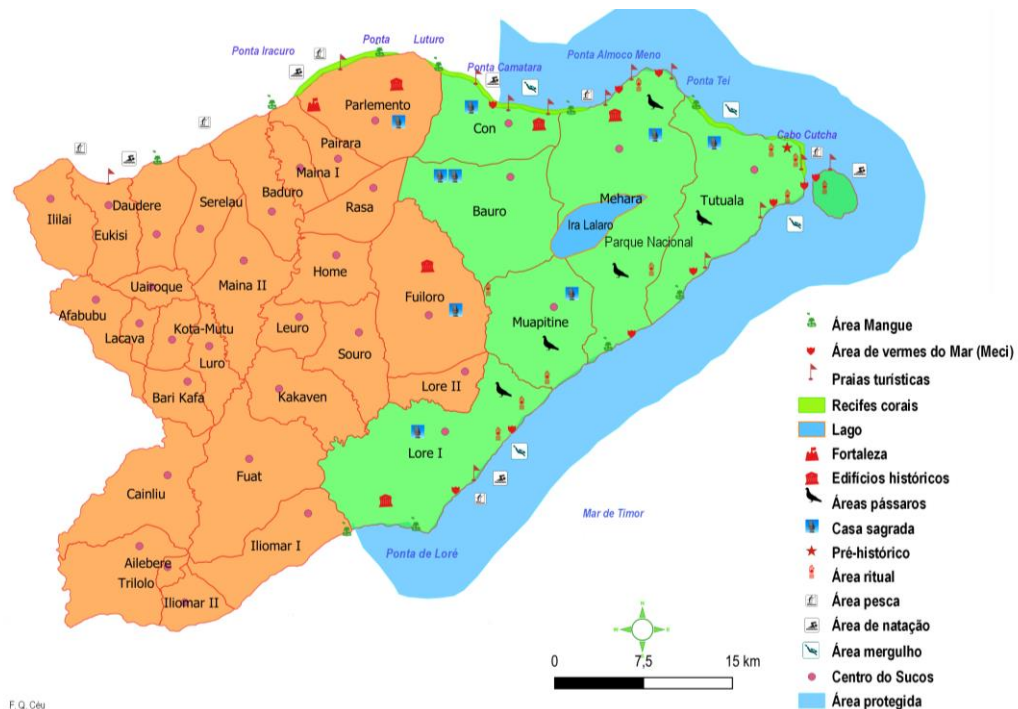 Ponta Iracuro
Ponta
Luturo
Ponta Camatara
Ponta Almoco Meno
Ponta Tei
Cabo Cutcha
Parlemento
Con
Pairara
Maina I
Baduro
Rasa
Bauro
Mehara
Tutuala
Ira Lalaro
Parque Nacional
Ililai
Daudere
Eukisi
Serelau
Home
Maina II
Uairoque
Fuiloro
Muapitine
Afabubu
Lacava
Kota-Mutu
Luro
Leuro
Souro
Bari Kafa
Kakaven
Lore II
Lore I
Fuat
Cainliu
Iliomar I
Ailebere
Trilolo
Iliomar II
Ponta de Loré
Mar de Timor
Área Mangue
Área de vermes do Mar (Meci)
Praias turísticas
Recifes corais
Lago
Fortaleza
Edifícios históricos
Áreas pássaros
Casa sagrada
Pré-histórico
Área ritual
Área pesca
Área de natação
Área mergulho
Centro do Sucos
Área protegida
0 7,5 15 km
F. Q. Céu